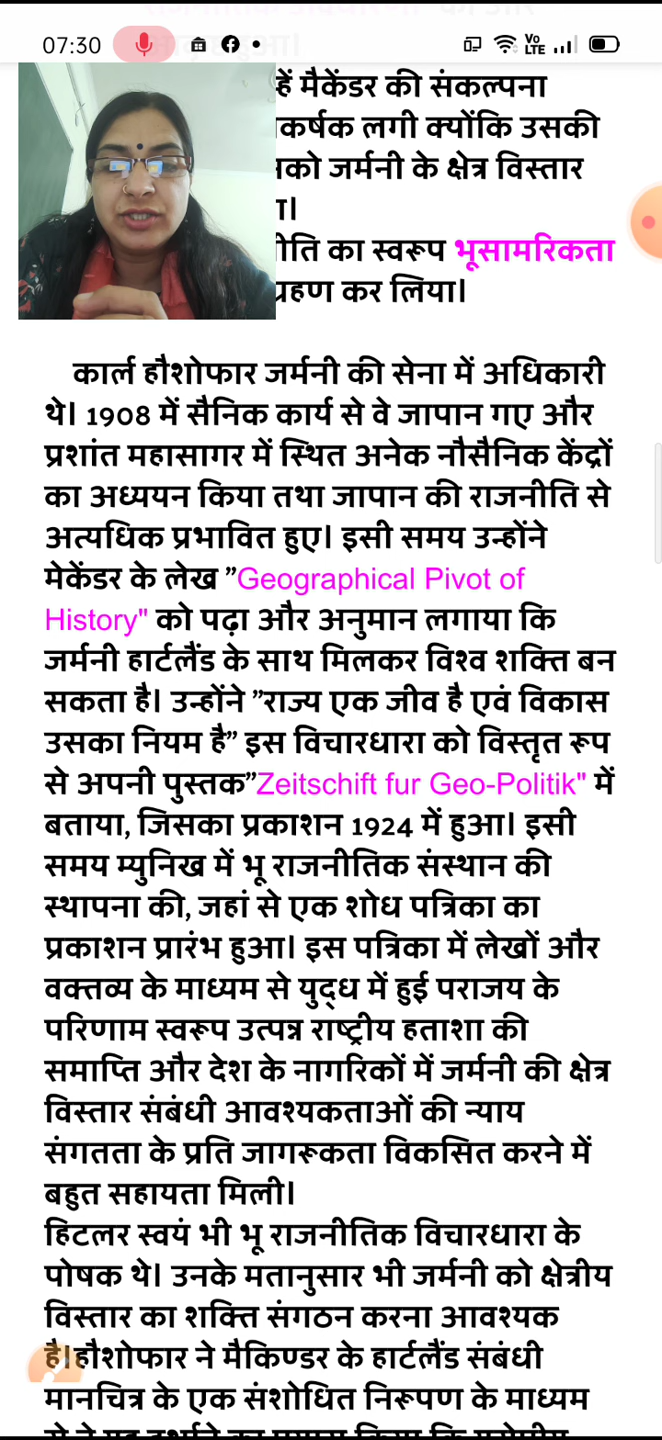 07:30
Vo
LTE
हें मैकेंडर की संकल्पना
कर्षक लगी क्योंकि उसकी
को जर्मनी के क्षेत्र विस्तार
ा।
का स्वरूप भूसामरिकता
ग्रहण कर लिया।
कार्ल हौशोफार जर्मनी की सेना में अधिकारी
थे। 1908 में सैनिक कार्य से वे जापान गए और
प्रशांत महासागर में स्थित अनेक नौसैनिक केंद्रों
का अध्ययन किया तथा जापान की राजनीति से
अत्यधिक प्रभावित हुए। इसी समय उन्होंने
मेकेंडर के लेख ”Geographical Pivot of
History" को पढ़ा और अनुमान लगाया कि
जर्मनी हार्टलैंड के साथ मिलकर विश्व शक्ति बन
सकता है। उन्होंने ”राज्य एक जीव है एवं विकास
उसका नियम है” इस विचारधारा को विस्तृत रूप
से अपनी पुस्तक”Zeitschift fur Geo-Politik" में
बताया, जिसका प्रकाशन 1924 में हुआ। इसी
समय म्युनिख में भू राजनीतिक संस्थान की
स्थापना की, जहां से एक शोध पत्रिका का
प्रकाशन प्रारंभ हुआ। इस पत्रिका में लेखों और
वक्तव्य के माध्यम से युद्ध में हुई पराजय के
परिणाम स्वरूप उत्पन्न राष्ट्रीय हताशा की
समाप्ति और देश के नागरिकों में जर्मनी की क्षेत्र
विस्तार संबंधी आवश्यकताओं की न्याय
संगतता के प्रति जागरूकता विकसित करने में
बहुत सहायता मिली।
हिटलर स्वयं भी भू राजनीतिक विचारधारा के
पोषक थे। उनके मतानुसार भी जर्मनी को क्षेत्रीय
विस्तार का शक्ति संगठन करना आवश्यक
है।हौशोफार ने मैकिण्डर के हार्टलैंड संबंधी
मानचित्र के एक संशोधित निरूपण के माध्यम